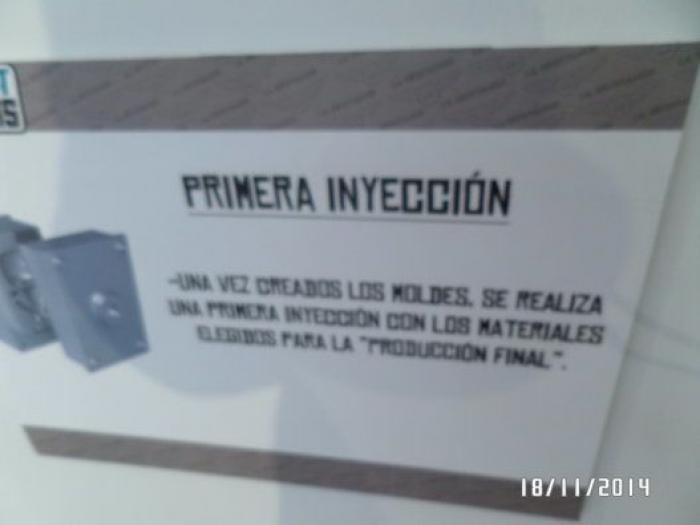 T
IS
PRIMERA INYECCIÓN
-UNA VEZ CREADOS LOS MOLDES, SE REALIZA
UNA PRIMERA INYECCIÓN CON LOS MATERIALES
ELEGIDOS PARA LA "PRODUCCIÓN FINAL".
18/11/2014